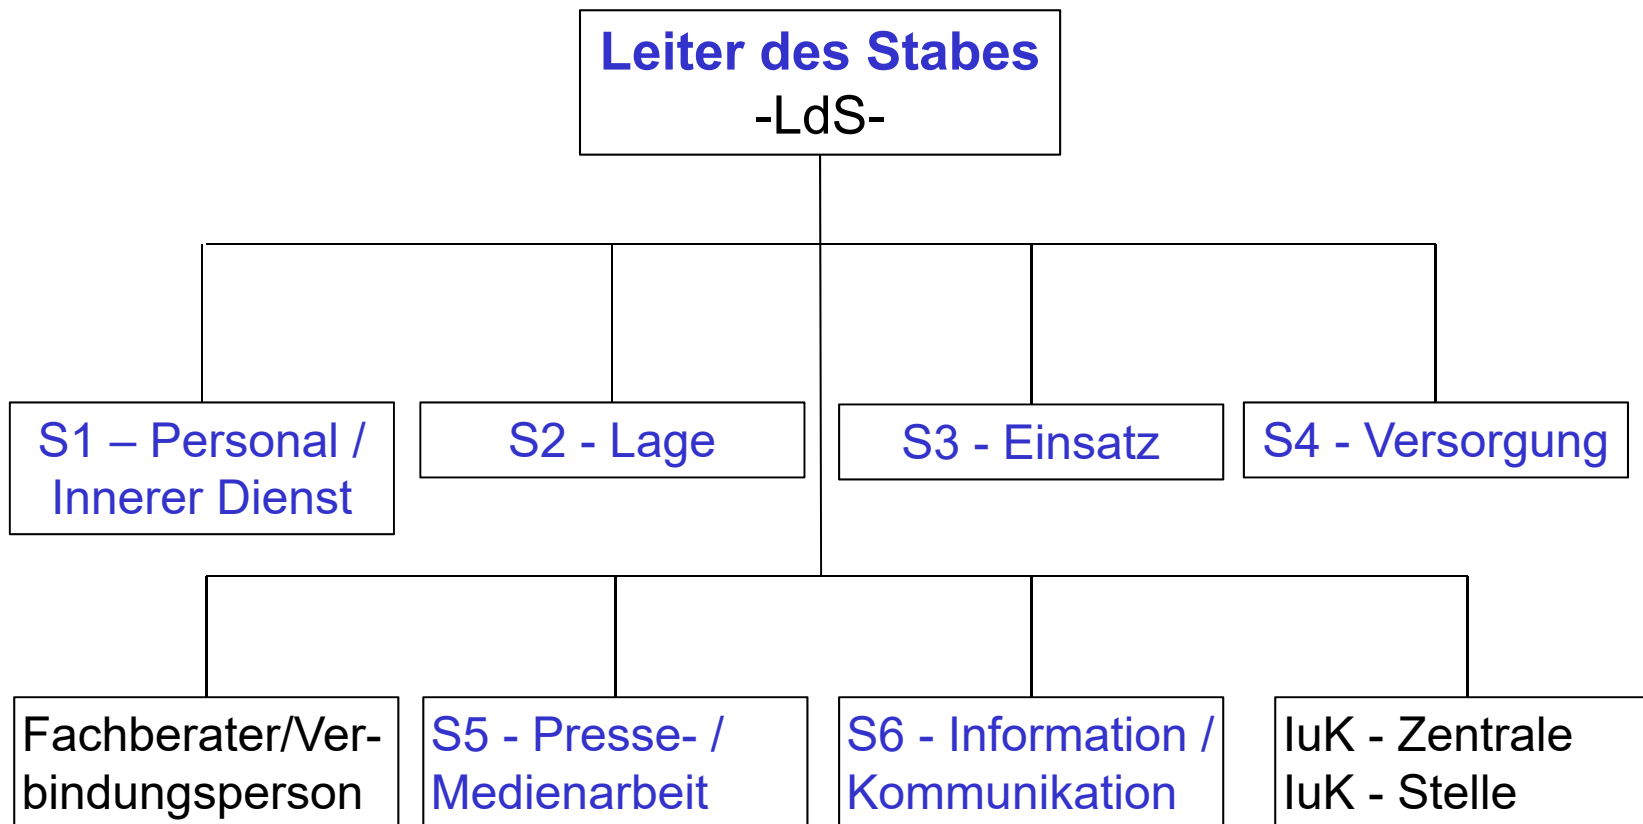 Leiter des Stabes
-LdS-
S1 – Personal /
Innerer Dienst
S2 - Lage
S3 - Einsatz
S4 - Versorgung
Fachberater/Ver-
bindungsperson
S5 - Presse- /
Medienarbeit
S6 - Information /
Kommunikation
IuK - Zentrale
IuK - Stelle